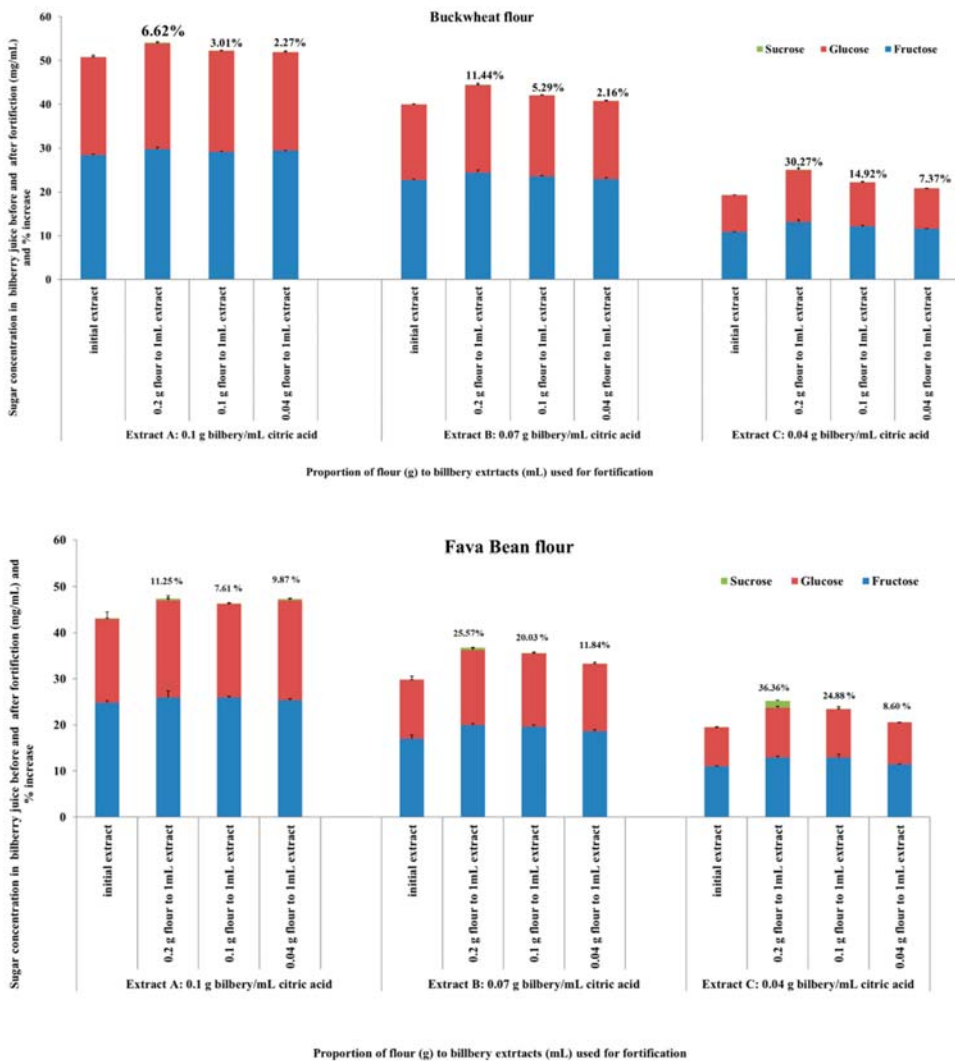 Buckwheat flour
Sucrose Glucose Fructose
Sugar concentration in bilberry juice before and after fortifiction (mg/mL)
and % increase
60
50
40
30
20
10
0
6.62%
3.01%
2.27%
11.44%
5.29%
2.16%
30.27%
14.92%
7.37%
initial extract
0.2 g flour to 1mL extract
0.1 g flour to 1mL extract
0.04 g flour to 1mL extract
initial extract
0.2 g flour to 1mL extract
0.1 g flour to 1mL extract
0.04 g flour to 1mL extract
initial extract
0.2 g flour to 1mL extract
0.1 g flour to 1mL extract
0.04 g flour to 1mL extract
Extract A: 0.1 g bilbery/mL citric acid
Extract B: 0.07 g bilbery/mL citric acid
Extract C: 0.04 g bilbery/mL citric acid
Proportion of flour (g) to billbery extrtacts (mL) used for fortification
Fava Bean flour
Sucrose Glucose Fructose
Sugar concentration in bilberry juice before and after fortifiction (mg/mL) and
% increase
60
50
40
30
20
10
0
11.25 %
7.61 %
9.87 %
25.57%
20.03 %
11.84%
36.36%
24.88 %
8.60 %
initial extract
0.2 g flour to 1mL extract
0.1 g flour to 1mL extract
0.04 g flour to 1mL extract
initial extract
0.2 g flour to 1mL extract
0.1 g flour to 1mL extract
0.04 g flour to 1mL extract
initial extract
0.2 g flour to 1mL extract
0.1 g flour to 1mL extract
0.04 g flour to 1mL extract
Extract A: 0.1 g bilbery/mL citric acid
Extract B: 0.07 g bilbery/mL citric acid
Extract C: 0.04 g bilbery/mL citric acid
Proportion of flour (g) to billbery extrtacts (mL) used for fortification